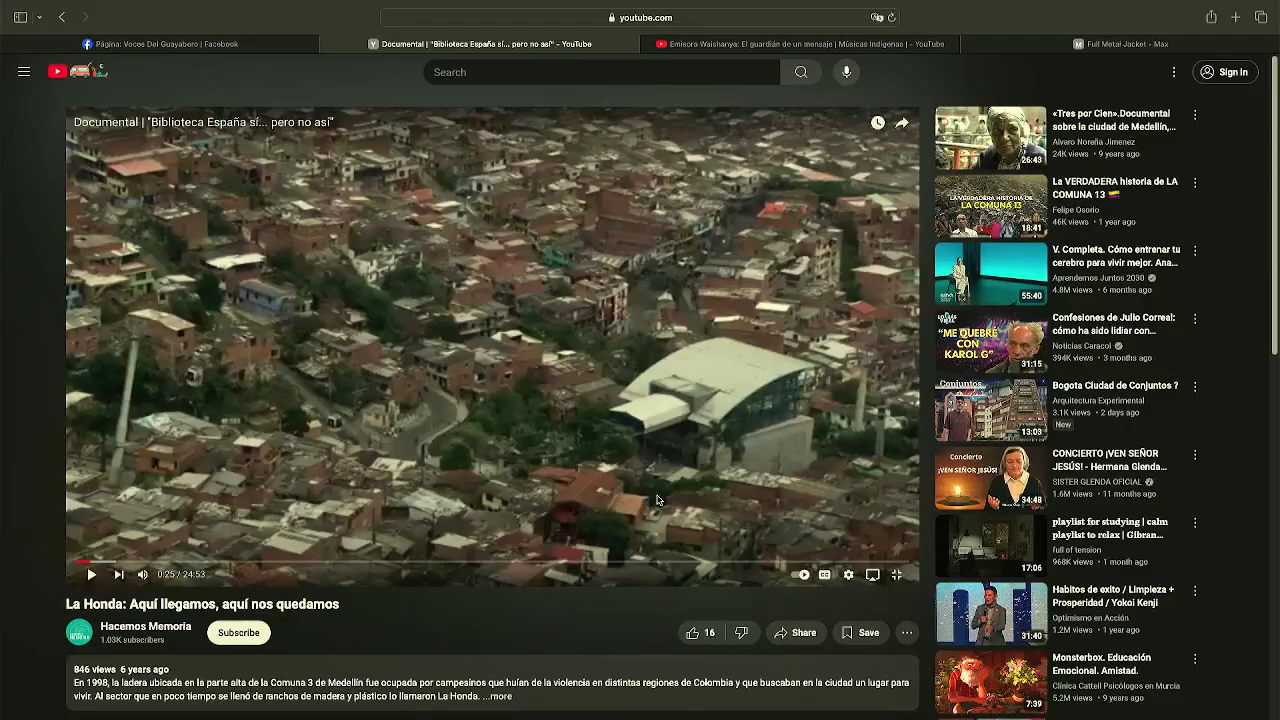 youtube.com
Página: Voces Del Guayabero | Facebook
Documental | "Biblioteca España sí... pero no así" - YouTube
Emisora Waishanya: El guardián de un mensaje | Músicas Indígenas | - YouTube
M Full Metal Jacket - Max
Search
Sign in
Documental | "Biblioteca España sí... pero no así"
0:25 / 24:53
CC
La Honda: Aquí llegamos, aquí nos quedamos
Hacemos Memoria
1.03K subscribers
Subscribe
16
Share
Save
846 views 6 years ago
En 1998, la ladera ubicada en la parte alta de la Comuna 3 de Medellín fue ocupada por campesinos que huían de la violencia en distintas regiones de Colombia y que buscaban en la ciudad un lugar para
vivir. Al sector que en poco tiempo se llenó de ranchos de madera y plástico lo llamaron La Honda. ...more
26:43
«Tres por Cien».Documental
sobre la ciudad de Medellín,...
Alvaro Noreña Jimenez
24K views • 9 years ago
LA VERDADERA HISTORIA DE
LA COMUNA 13
18:41
La VERDADERA historia de LA
COMUNA 13
Felipe Osorio
46K views • 1 year ago
55:40
V. Completa. Cómo entrenar tu
cerebro para vivir mejor. Ana...
Aprendemos Juntos 2030
4.8M views • 6 months ago
"ME QUEBRE
CON
KAROL G"
31:15
Confesiones de Julio Correal:
cómo ha sido lidiar con...
Noticias Caracol
394K views • 3 months ago
Conjuntos
13:03
Bogota Ciudad de Conjuntos ?
Arquitectura Experimental
3.1K views • 2 days ago
New
Concierto
¡VEN SEÑOR JESÚS!
34:48
CONCIERTO ¡VEN SEÑOR
JESÚS! - Hermana Glenda...
SISTER GLENDA OFICIAL
1.6M views • 11 months ago
17:06
playlist for studying | calm
playlist to relax | Gibran...
full of tension
968K views • 1 month ago
31:40
Habitos de exito / Limpieza +
Prosperidad / Yokoi Kenji
Optimismo en Acción
1.2M views • 1 year ago
7:39
Monsterbox. Educación
Emocional. Amistad.
Clínica Cattell Psicólogos en Murcia
5.2M views • 9 years ago